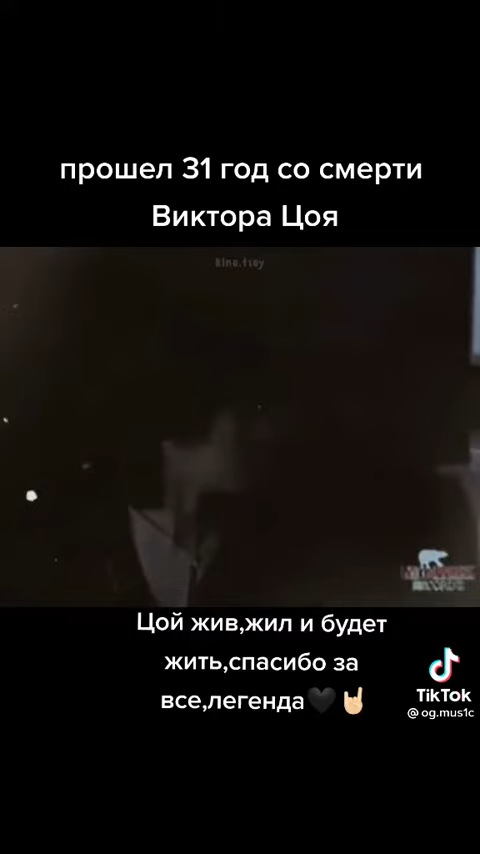 прошел 31 год со смерти
Виктора Цоя
Цой жив,жил и будет
жить,спасибо за
все,легенда🖤🤘🏻
TikTok
@og.mus1c